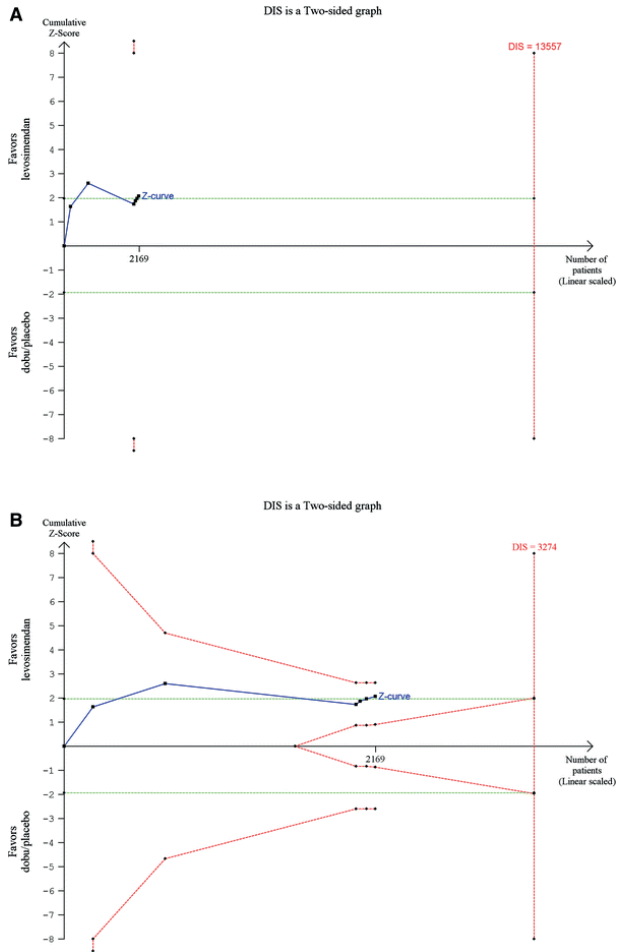 A
DIS is a Two-sided graph
Cumulative
Z-Score
DIS = 13557
8
7
6
5
4
3
2
1
Z-curve
2169
Number of
patients
(Linear scaled)
-1
-2
-3
-4
-5
-6
-7
-8
Favors
levosimendan
Favors
dobu/placebo
B
DIS is a Two-sided graph
Cumulative
Z-Score
DIS = 3274
8
7
6
5
4
3
2
1
Z-curve
2169
Number of
patients
(Linear scaled)
-1
-2
-3
-4
-5
-6
-7
-8
Favors
levosimendan
Favors
dobu/placebo